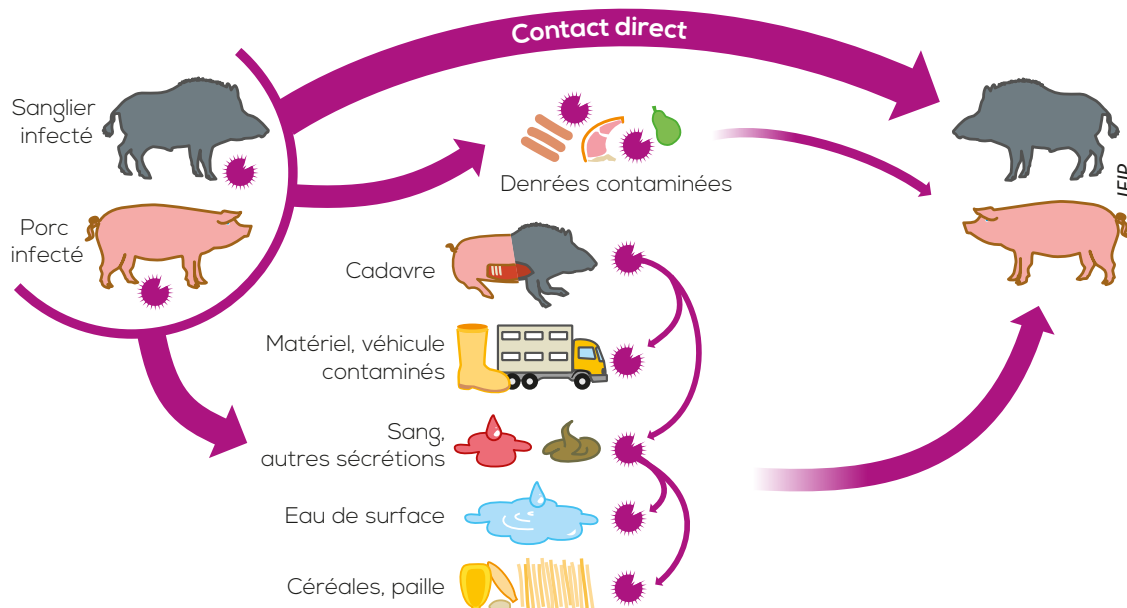 Contact direct
Sanglier
infecté
Denrées contaminées
Porc
infecté
IFIP
Cadavre
Matériel, véhicule
contaminés
Sang,
autres sécrétions
Eau de surface
Céréales, paille